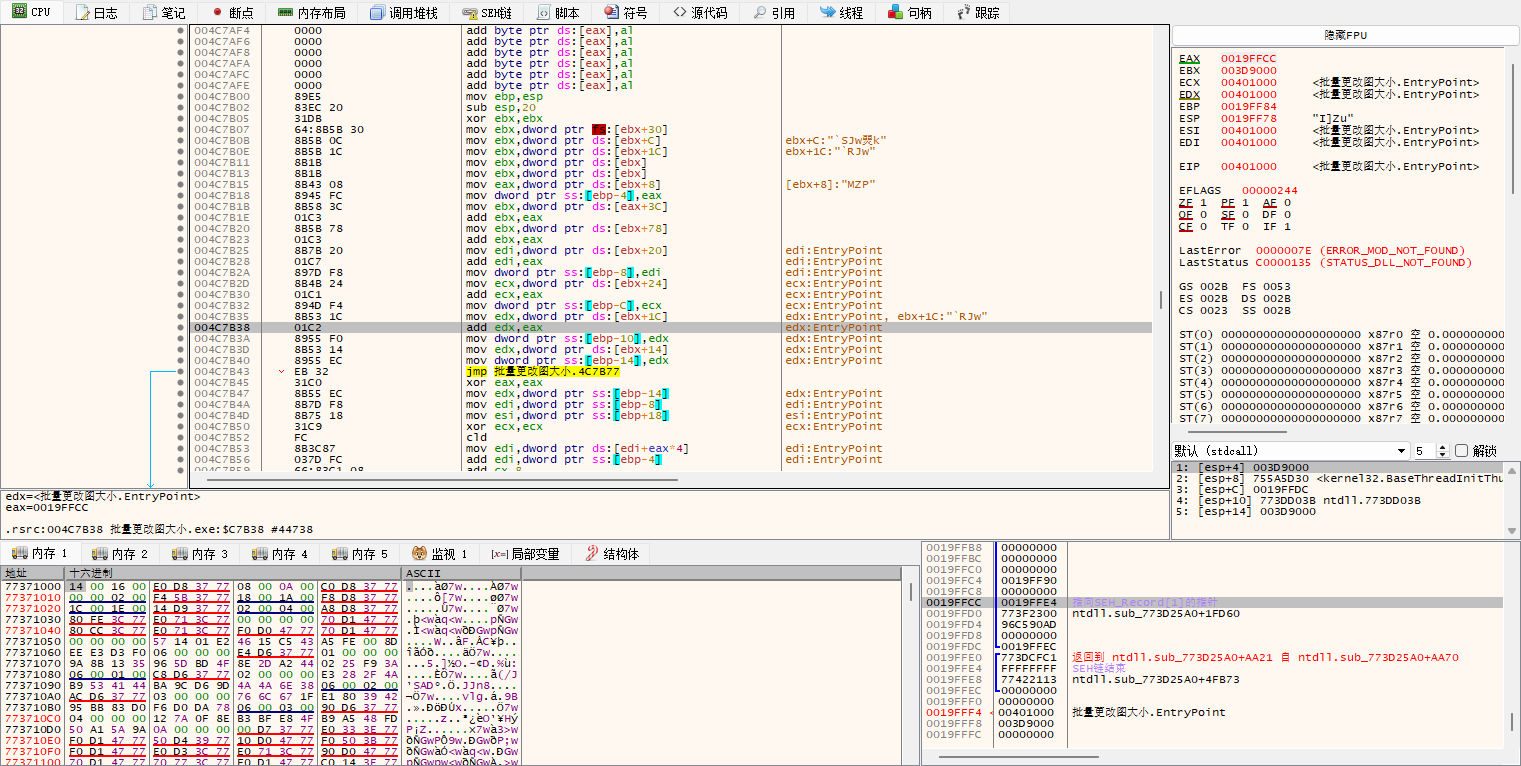 CPU 日志 笔记 断点 内存布局 调用堆栈 SEH链 脚本 符号 源代码 引用 线程 句柄 跟踪
004C7AF4 0000 add byte ptr ds:[eax],al
004C7AF6 0000 add byte ptr ds:[eax],al
004C7AF8 0000 add byte ptr ds:[eax],al
004C7AFA 0000 add byte ptr ds:[eax],al
004C7AFC 0000 add byte ptr ds:[eax],al
004C7AFE 0000 add byte ptr ds:[eax],al
004C7B00 89E5 mov ebp,esp
004C7B02 83EC 20 sub esp,20
004C7B05 31DB xor ebx,ebx
004C7B07 64:8B5B 30 mov ebx,dword ptr fs:[ebx+30]
004C7B0B 8B5B 0C mov ebx,dword ptr ds:[ebx+C]
004C7B0E 8B5B 1C mov ebx,dword ptr ds:[ebx+1C] ebx+1C:"`RJw"
004C7B11 8B1B mov ebx,dword ptr ds:[ebx]
004C7B13 8B1B mov ebx,dword ptr ds:[ebx]
004C7B15 8B43 08 mov eax,dword ptr ds:[ebx+8] [ebx+8]:"MZP"
004C7B18 8945 FC mov dword ptr ss:[ebp-4],eax
004C7B1B 8B58 3C mov ebx,dword ptr ds:[eax+3C]
004C7B1E 01C3 add ebx,eax
004C7B20 8B5B 78 mov ebx,dword ptr ds:[ebx+78]
004C7B23 01C3 add ebx,eax
004C7B25 8B7B 20 mov edi,dword ptr ds:[ebx+20] edi:EntryPoint
004C7B28 01C7 add edi,eax edi:EntryPoint
004C7B2A 897D F8 mov dword ptr ss:[ebp-8],edi edi:EntryPoint
004C7B2D 8B4B 24 mov ecx,dword ptr ds:[ebx+24] ecx:EntryPoint
004C7B30 01C1 add ecx,eax ecx:EntryPoint
004C7B32 894D F4 mov dword ptr ss:[ebp-C],ecx ecx:EntryPoint
004C7B35 8B53 1C mov edx,dword ptr ds:[ebx+1C] edx:EntryPoint, ebx+1C:"`RJw"
004C7B38 01C2 add edx,eax edx:EntryPoint
004C7B3A 8955 F0 mov dword ptr ss:[ebp-10],edx edx:EntryPoint
004C7B3D 8B53 14 mov edx,dword ptr ds:[ebx+14] edx:EntryPoint
004C7B40 8955 EC mov dword ptr ss:[ebp-14],edx edx:EntryPoint
004C7B43 EB 32 jmp 批量更改图大小.4C7B77
004C7B45 31C0 xor eax,eax
004C7B47 8B55 EC mov edx,dword ptr ss:[ebp-14] edx:EntryPoint
004C7B4A 8B7D F8 mov edi,dword ptr ss:[ebp-8] edi:EntryPoint
004C7B4D 8B75 18 mov esi,dword ptr ss:[ebp+18] esi:EntryPoint
004C7B50 31C9 xor ecx,ecx ecx:EntryPoint
004C7B52 FC cld
004C7B53 8B3C87 mov edi,dword ptr ds:[edi+eax*4] edi:EntryPoint
004C7B56 037D FC add edi,dword ptr ss:[ebp-4] edi:EntryPoint
edx=<批量更改图大小.EntryPoint>
eax=0019FFCC
.rsrc:004C7B38 批量更改图大小.exe:$C7B38 #44738
隐藏FPU
EAX 0019FFCC
EBX 003D9000
ECX 00401000 <批量更改图大小.EntryPoint>
EDX 00401000 <批量更改图大小.EntryPoint>
EBP 0019FF84
ESP 0019FF78 "I]Zu"
ESI 00401000 <批量更改图大小.EntryPoint>
EDI 00401000 <批量更改图大小.EntryPoint>
EIP 00401000 <批量更改图大小.EntryPoint>
EFLAGS 00000244
ZF 1 PF 1 AF 0
OF 0 SF 0 DF 0
CF 0 TF 0 IF 1
LastError 0000007E (ERROR_MOD_NOT_FOUND)
LastStatus C0000135 (STATUS_DLL_NOT_FOUND)
GS 002B FS 0053
ES 002B DS 002B
CS 0023 SS 002B
ST(0) 00000000000000000000 x87r0 空 0.000000000
ST(1) 00000000000000000000 x87r1 空 0.000000000
ST(2) 00000000000000000000 x87r2 空 0.000000000
ST(3) 00000000000000000000 x87r3 空 0.000000000
ST(4) 00000000000000000000 x87r4 空 0.000000000
ST(5) 00000000000000000000 x87r5 空 0.000000000
ST(6) 00000000000000000000 x87r6 空 0.000000000
ST(7) 00000000000000000000 x87r7 空 0.000000000
默认 (stdcall) 5 解锁
1: [esp+4] 003D9000
2: [esp+8] 755A5D30 <kernel32.BaseThreadInitThu
3: [esp+C] 0019FFDC
4: [esp+10] 773DD03B ntdll.773DD03B
5: [esp+14] 003D9000
内存 1 内存 2 内存 3 内存 4 内存 5 监视 1 [x=] 局部变量 结构体
地址 十六进制 ASCII
77371000 14 00 16 00 E0 D8 37 77 08 00 0A 00 C0 D8 37 77
77371010 00 00 02 00 F4 5B 37 77 18 00 1A 00 F8 D8 37 77
77371020 1C 00 1E 00 14 D9 37 77 02 00 04 00 A8 D8 37 77
77371030 80 FE 3C 77 E0 71 3C 77 00 00 00 00 70 D1 47 77
77371040 80 CC 3C 77 E0 71 3C 77 F0 D0 47 77 70 D1 47 77
77371050 00 00 00 00 57 14 01 E2 46 15 C5 43 A5 FE 00 8D
77371060 EE E3 D3 F0 06 00 00 00 E4 D6 37 77 01 00 00 00
77371070 9A 8B 13 35 96 5D BD 4F 8E 2D A2 44 02 25 F9 3A
77371080 06 00 01 00 C8 D6 37 77 02 00 00 00 E3 28 2F 4A
77371090 B9 53 41 44 BA 9C D6 9D 4A 4A 6E 38 06 00 02 00
773710A0 AC D6 37 77 03 00 00 00 76 6C 67 1F E1 80 39 42
773710B0 95 BB 83 D0 F6 D0 DA 78 06 00 03 00 90 D6 37 77
773710C0 04 00 00 00 12 7A 0F 8E B3 BF E8 4F B9 A5 48 FD
773710D0 50 A1 5A 9A 0A 00 00 00 00 D7 37 77 E0 33 3E 77
773710E0 F0 D1 47 77 50 D4 39 77 10 D0 47 77 F0 50 3B 77
773710F0 F0 D1 47 77 E0 D3 3C 77 E0 71 3C 77 90 D0 47 77
77371100 70 D1 47 77 70 77 3C 77 F0 D1 47 77 C0 14 3F 77
0019FFB8 00000000
0019FFBC 00000000
0019FFC0 00000000
0019FFC4 0019FF90
0019FFC8 00000000
0019FFCC 0019FFE4 指向SEH_Record[1]的指针
0019FFD0 773F2300 ntdll.sub_773D25A0+1FD60
0019FFD4 96C590AD
0019FFD8 00000000
0019FFDC 0019FFEC
0019FFE0 773DCFC1 返回到 ntdll.sub_773D25A0+AA21 自 ntdll.sub_773D25A0+AA70
0019FFE4 FFFFFFFF SEH链结束
0019FFE8 77422113 ntdll.sub_773D25A0+4FB73
0019FFEC 00000000
0019FFF0 00000000
0019FFF4 00401000 批量更改图大小.EntryPoint
0019FFF8 003D9000
0019FFFC 00000000